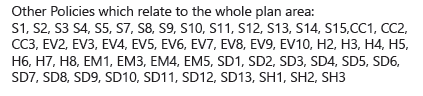 Other Policies which relate to the whole plan area:
S1, S2, S3 S4, S5, S7, S8, S9, S10, S11, S12, S13, S14, S15,CC1, CC2,
CC3, EV2, EV3, EV4, EV5, EV6, EV7, EV8, EV9, EV10, H2, H3, H4, H5,
H6, H7, H8, EM1, EM3, EM4, EM5, SD1, SD2, SD3, SD4, SD5, SD6,
SD7, SD8, SD9, SD10, SD11, SD12, SD13, SH1, SH2, SH3